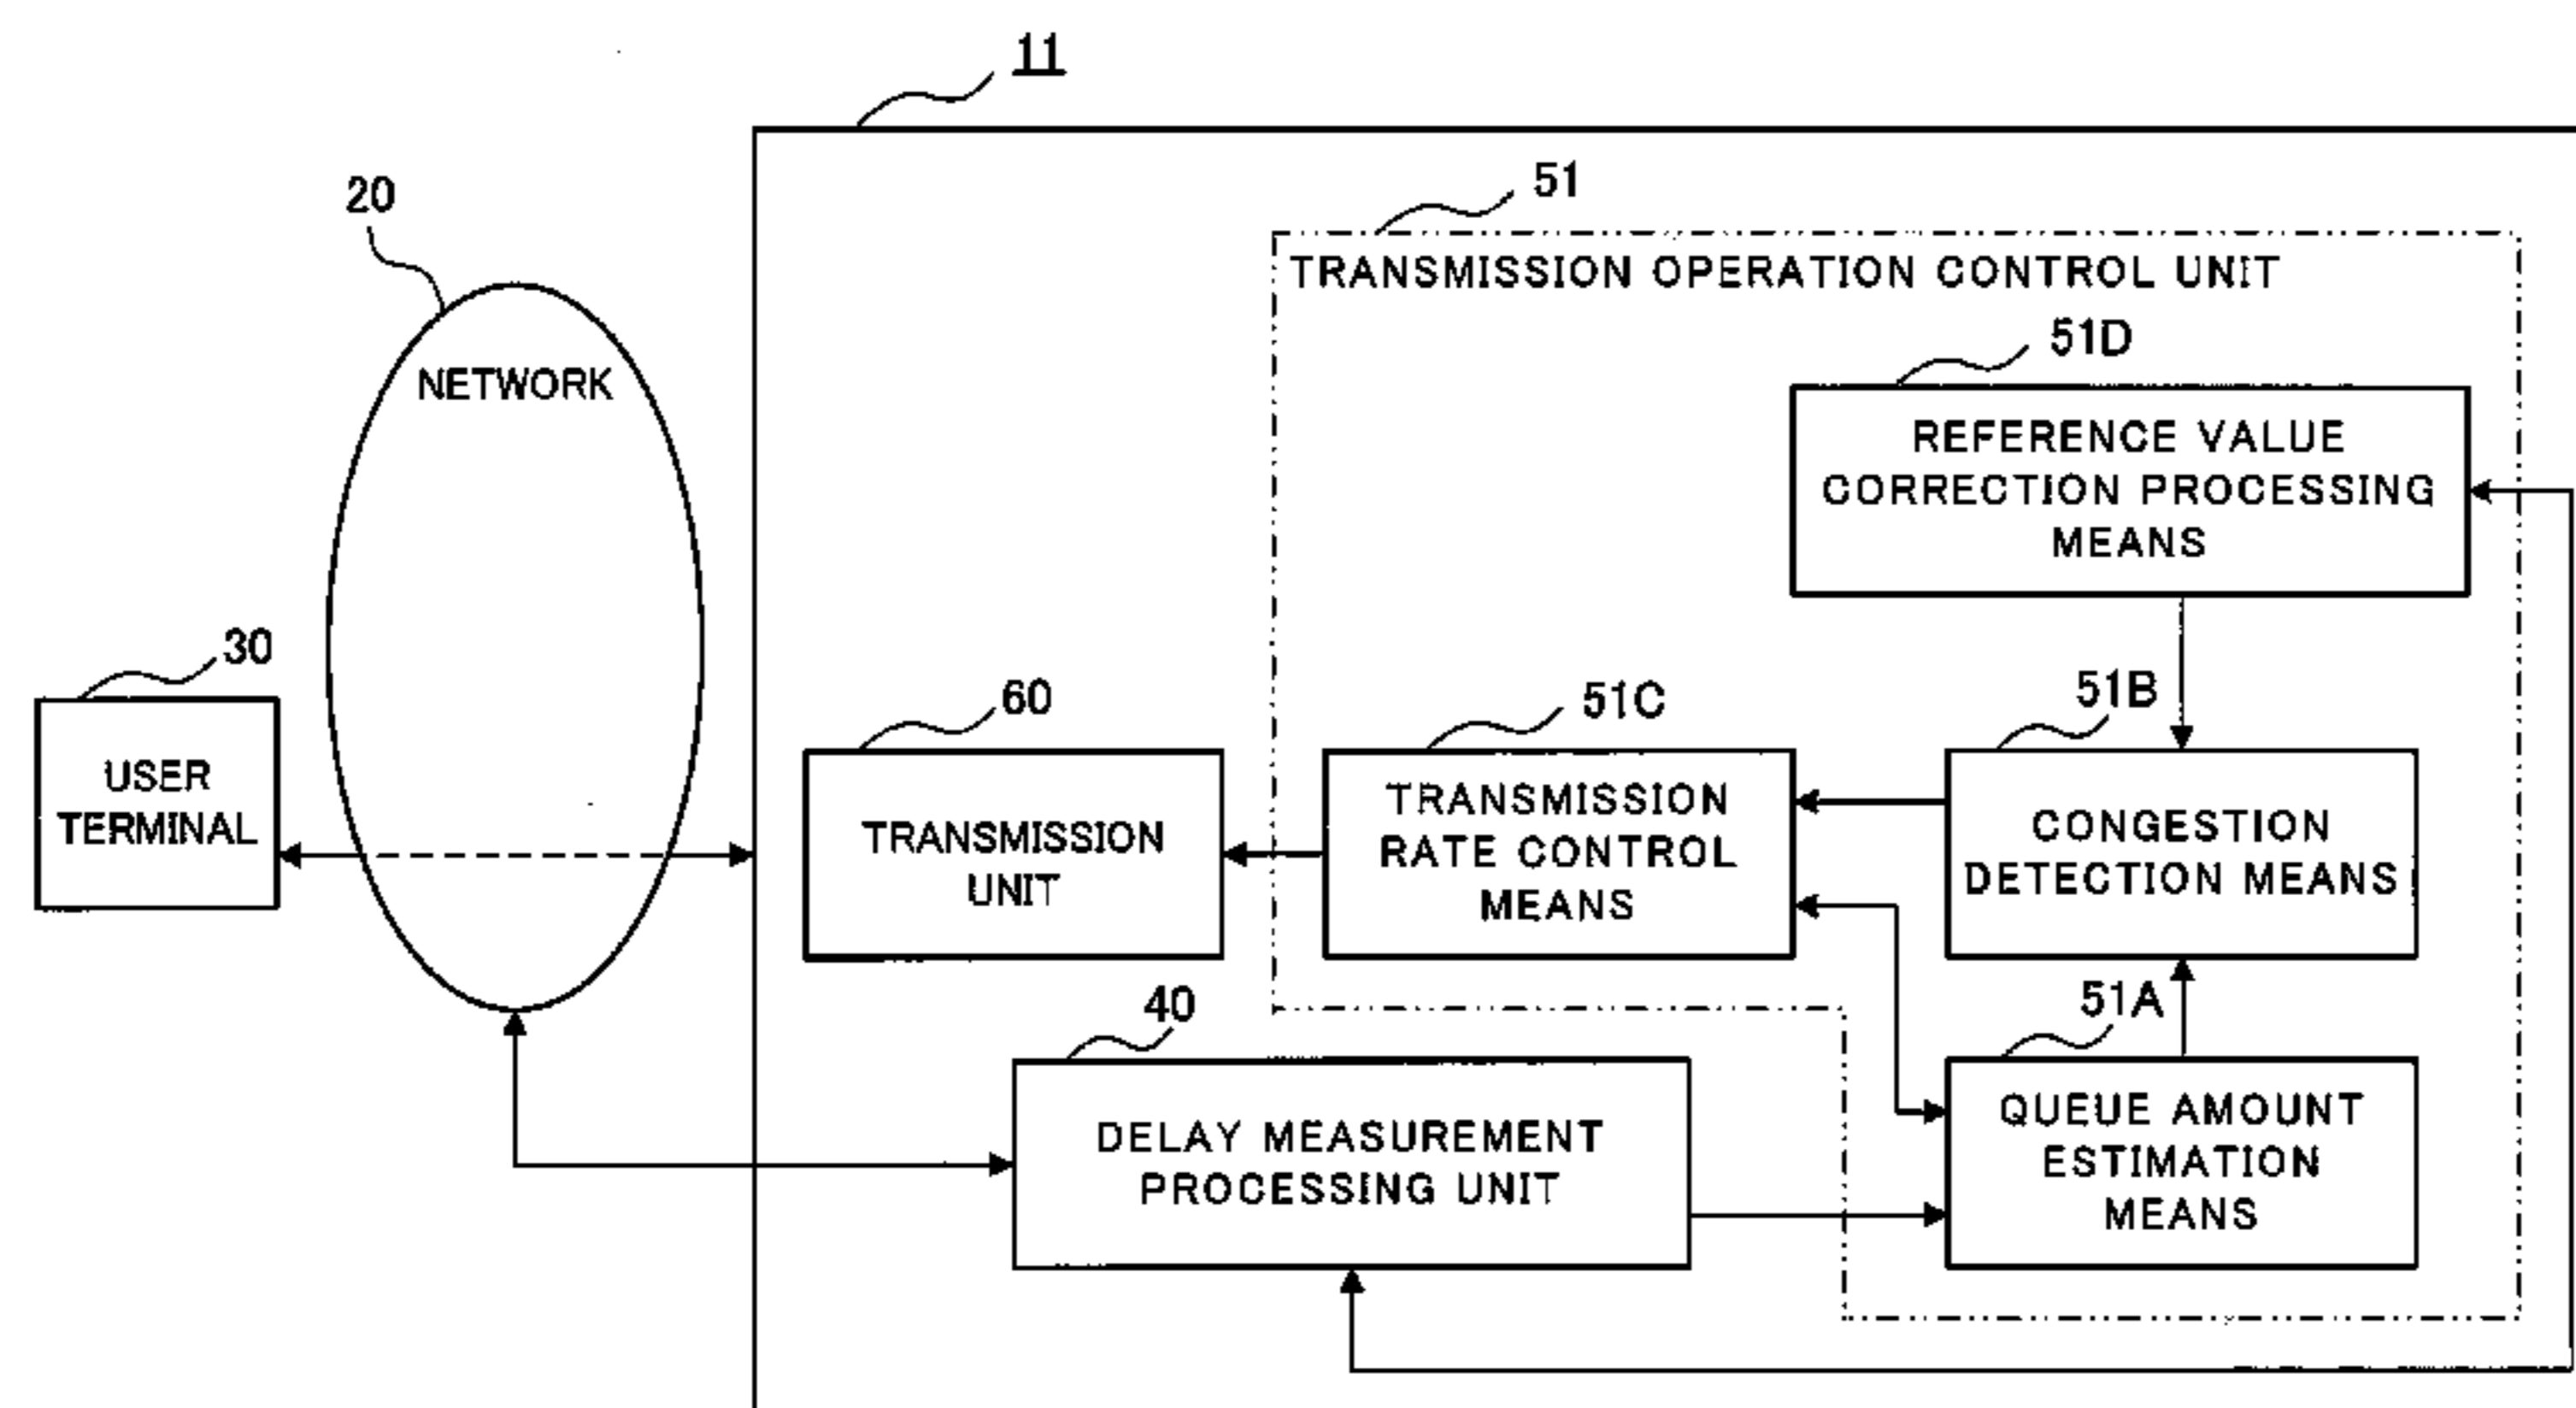 11
51
TRANSMISSION OPERATION CONTROL UNIT
20
NETWORK
51D
REFERENCE VALUE
CORRECTION PROCESSING
MEANS
30
USER
TERMINAL
60
TRANSMISSION
UNIT
51C
TRANSMISSION
RATE CONTROL
MEANS
51B
CONGESTION
DETECTION MEANS
40
DELAY MEASUREMENT
PROCESSING UNIT
51A
QUEUE AMOUNT
ESTIMATION
MEANS